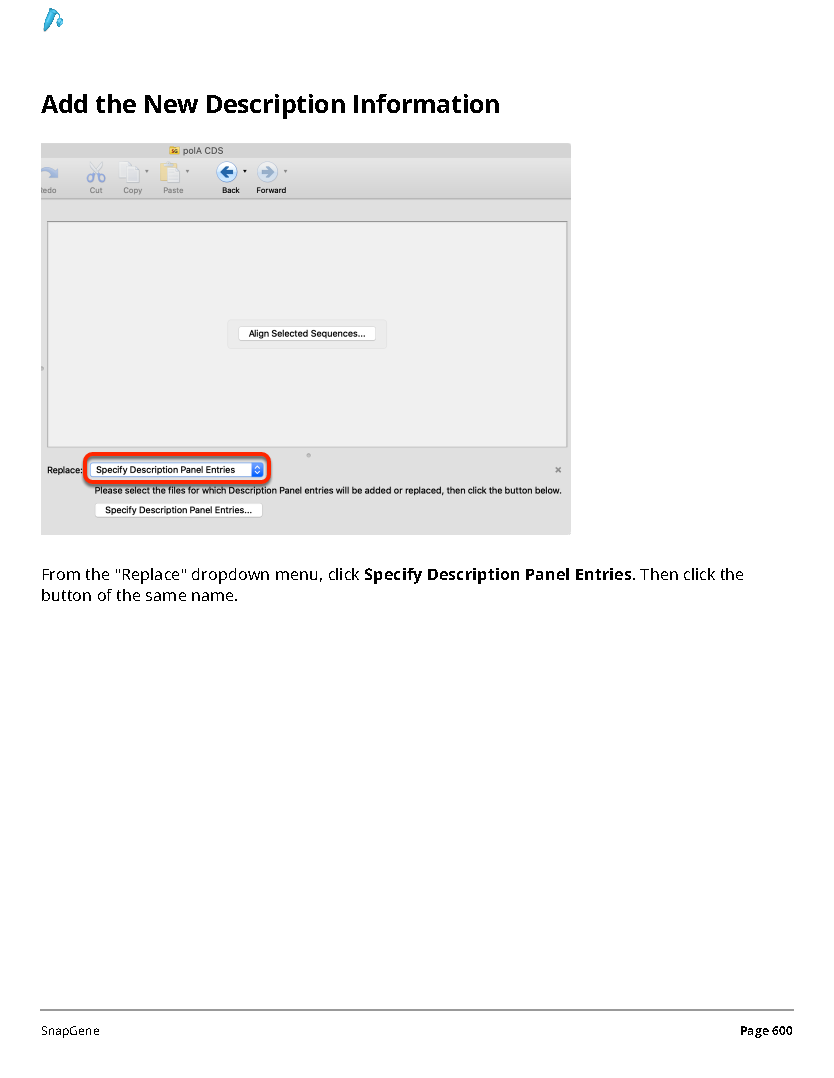 Add the New Description Information
polA CDS
Cut Copy Paste Back Forward
Align Selected Sequences...
Replace: Specify Description Panel Entries
Please select the files for which Description Panel entries will be added or replaced, then click the button below.
Specify Description Panel Entries...
From the "Replace" dropdown menu, click Specify Description Panel Entries. Then click the
button of the same name.
SnapGene Page 600